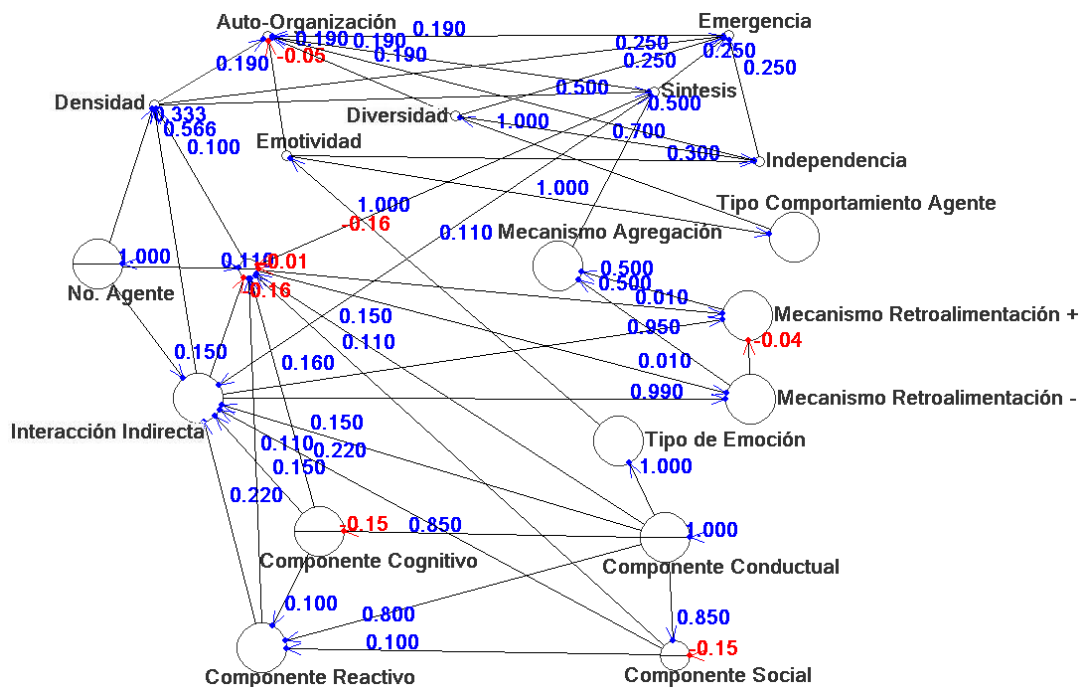 Auto-Organización
Emergencia
0.190
0.190
0.190
0.190
0.190
-0.05
0.250
0.250
0.250
0.250
Densidad
0.333
0.566
0.100
Diversidad
Síntesis
0.500
0.500
1.000
0.700
Emotividad
0.300
Independencia
1.000
1.000
-0.16
0.110
Tipo Comportamiento Agente
Mecanismo Agregación
1.000
0.110
-0.01
-0.16
No. Agente
0.500
0.500
0.010
0.950
Mecanismo Retroalimentación +
-0.04
0.150
0.110
0.150
0.160
0.010
0.990
Mecanismo Retroalimentación -
Interacción Indirecta
0.150
0.110
0.220
0.150
0.220
Tipo de Emoción
1.000
-0.15
0.850
1.000
Componente Cognitivo
Componente Conductual
0.100
0.800
0.850
0.100
-0.15
Componente Reactivo
Componente Social